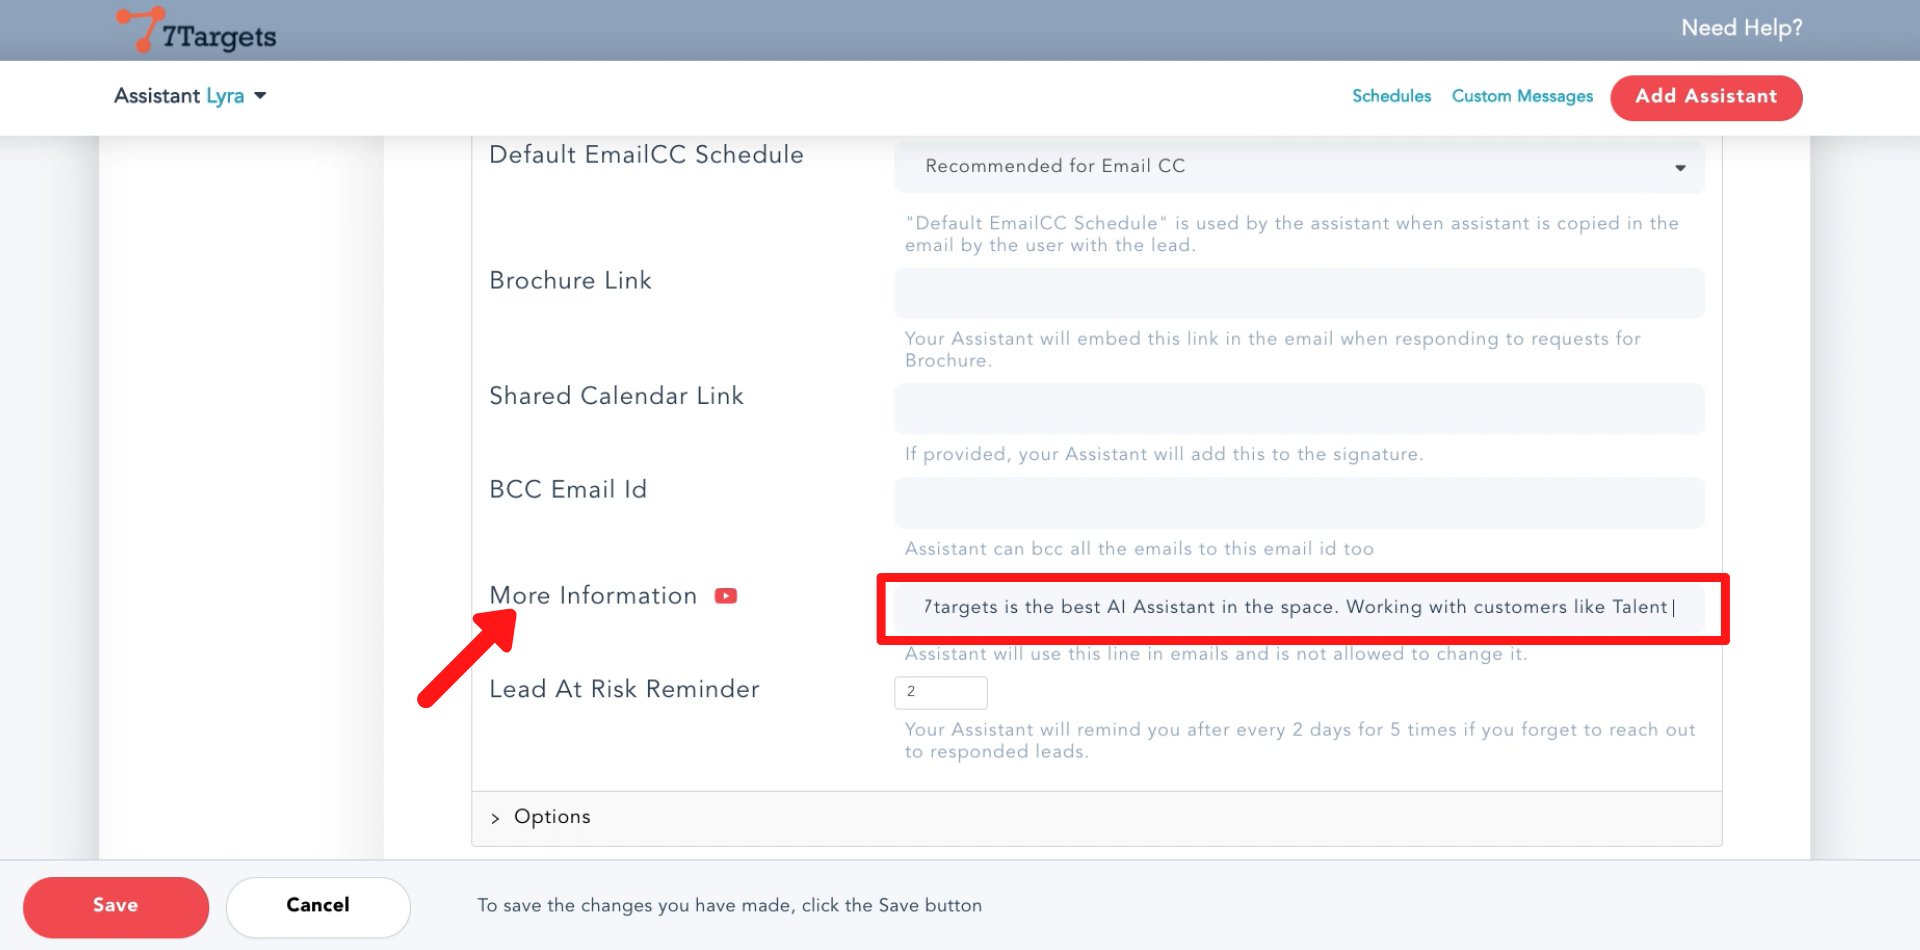 7Targets
Need Help?
Assistant Lyra
Schedules
Custom Messages
Add Assistant
Default EmailCC Schedule
Recommended for Email CC
"Default EmailCC Schedule" is used by the assistant when assistant is copied in the
email by the user with the lead.
Brochure Link
Your Assistant will embed this link in the email when responding to requests for
Brochure.
Shared Calendar Link
If provided, your Assistant will add this to the signature.
BCC Email Id
Assistant can bcc all the emails to this email id too
More Information
7targets is the best AI Assistant in the space. Working with customers like Talent
Assistant will use this line in emails and is not allowed to change it.
Lead At Risk Reminder
2
Your Assistant will remind you after every 2 days for 5 times if you forget to reach out
to responded leads.
> Options
Save
Cancel
To save the changes you have made, click the Save button